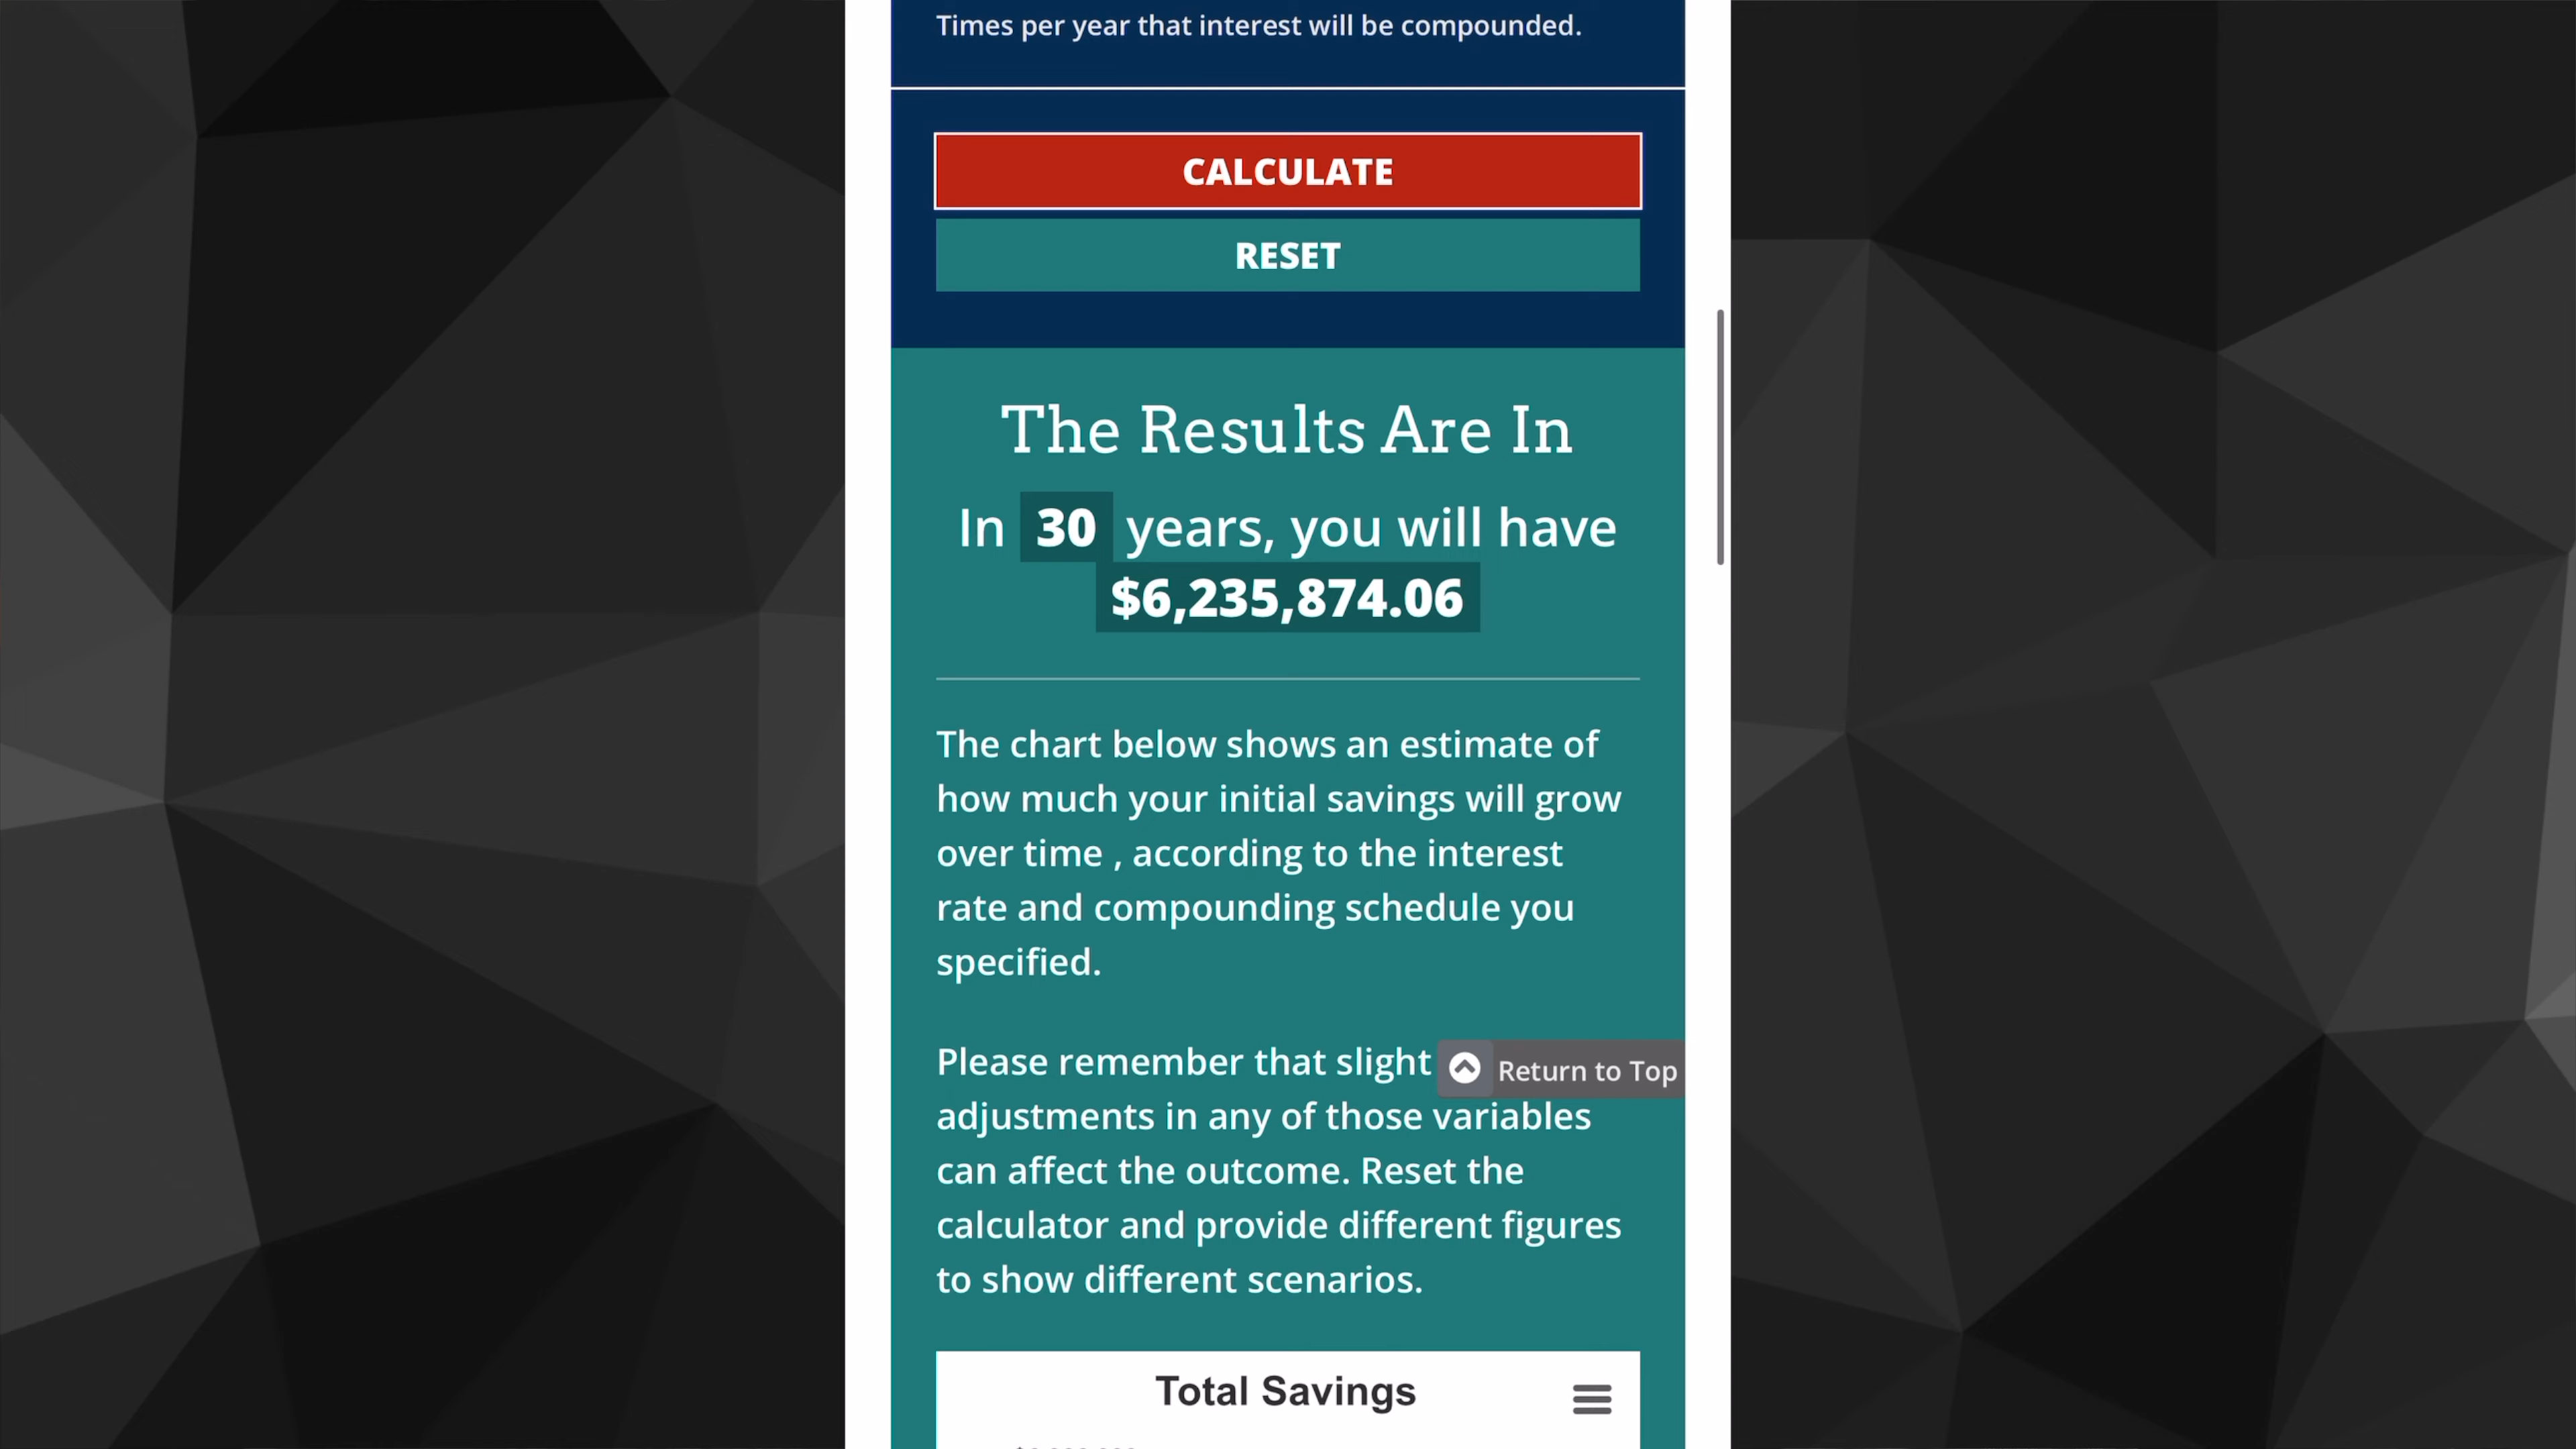 Times per year that interest will be compounded.
CALCULATE
RESET
The Results Are In
In 30 years, you will have
$6,235,874.06
The chart below shows an estimate of
how much your initial savings will grow
over time , according to the interest
rate and compounding schedule you
specified.
Please remember that slight
Return to Top
adjustments in any of those variables
can affect the outcome. Reset the
calculator and provide different figures
to show different scenarios.
Total Savings